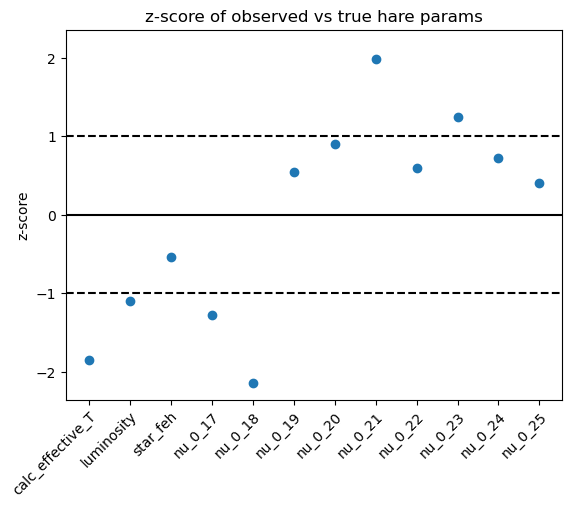 z-score of observed vs true hare params
z-score
2
1
0
−1
−2
calc_effective_T
luminosity
star_feh
nu_0_17
nu_0_18
nu_0_19
nu_0_20
nu_0_21
nu_0_22
nu_0_23
nu_0_24
nu_0_25